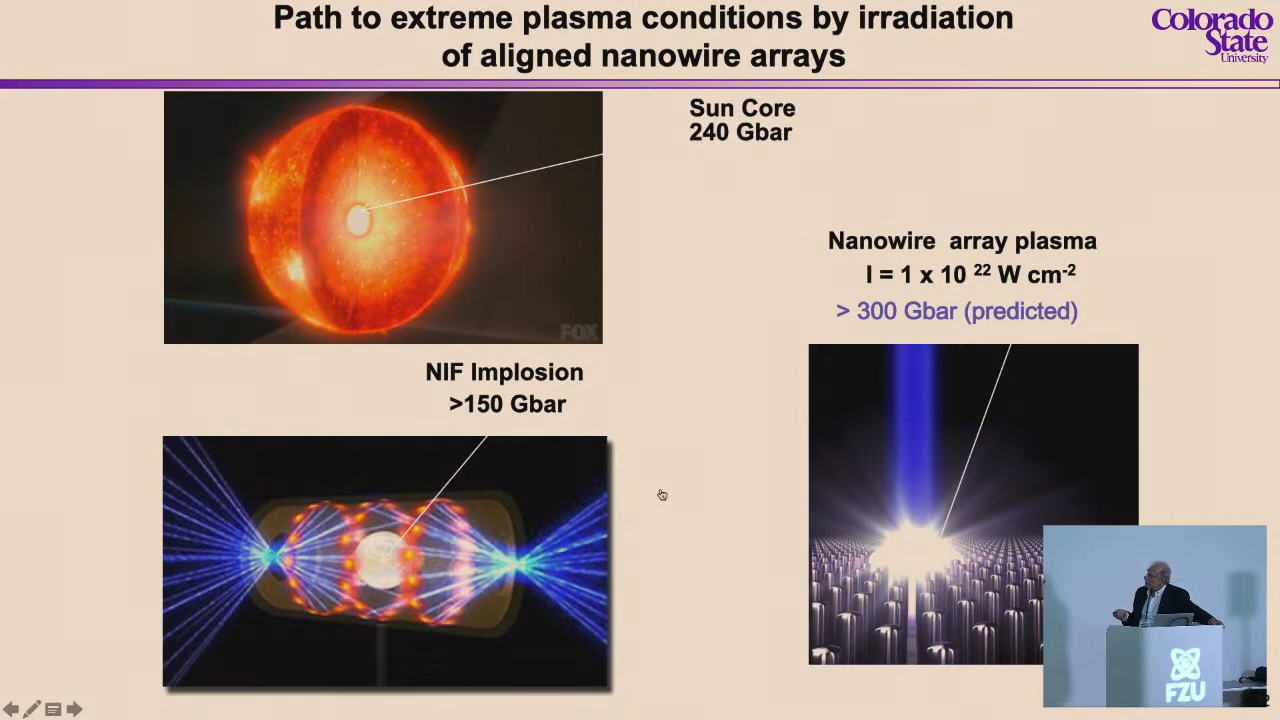 Path to extreme plasma conditions by irradiation
of aligned nanowire arrays
Colorado
State
University
Sun Core
240 Gbar
Nanowire array plasma
I = 1 x 10 22 W cm-2
> 300 Gbar (predicted)
FOX
NIF Implosion
>150 Gbar
FZU